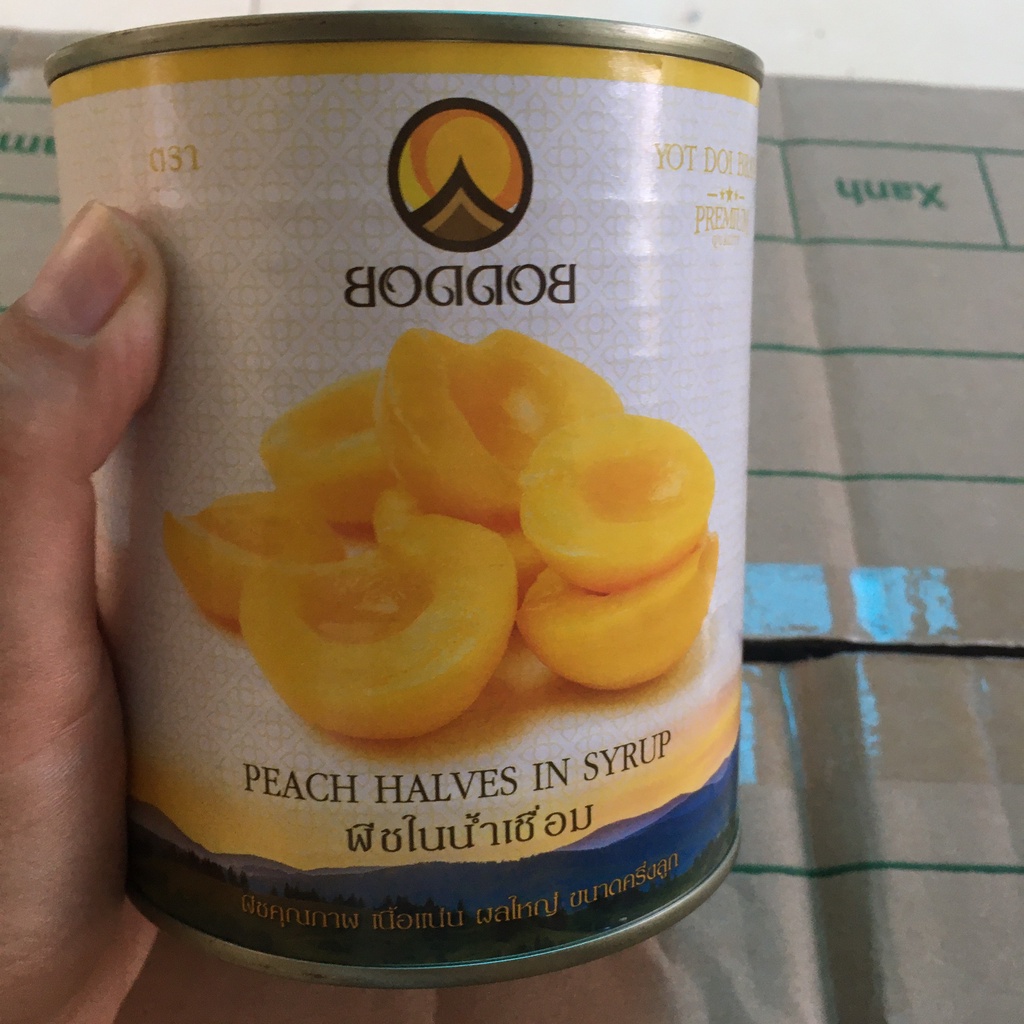 ตรา
YOT DOI
PREMIUM
ยอดดอย
PEACH HALVES IN SYRUP
พีชในน้ำเชื่อม
พีชคุณภาพ เนื้อแน่น ผลใหญ่ ขนาดครึ่งลูก
Xanh